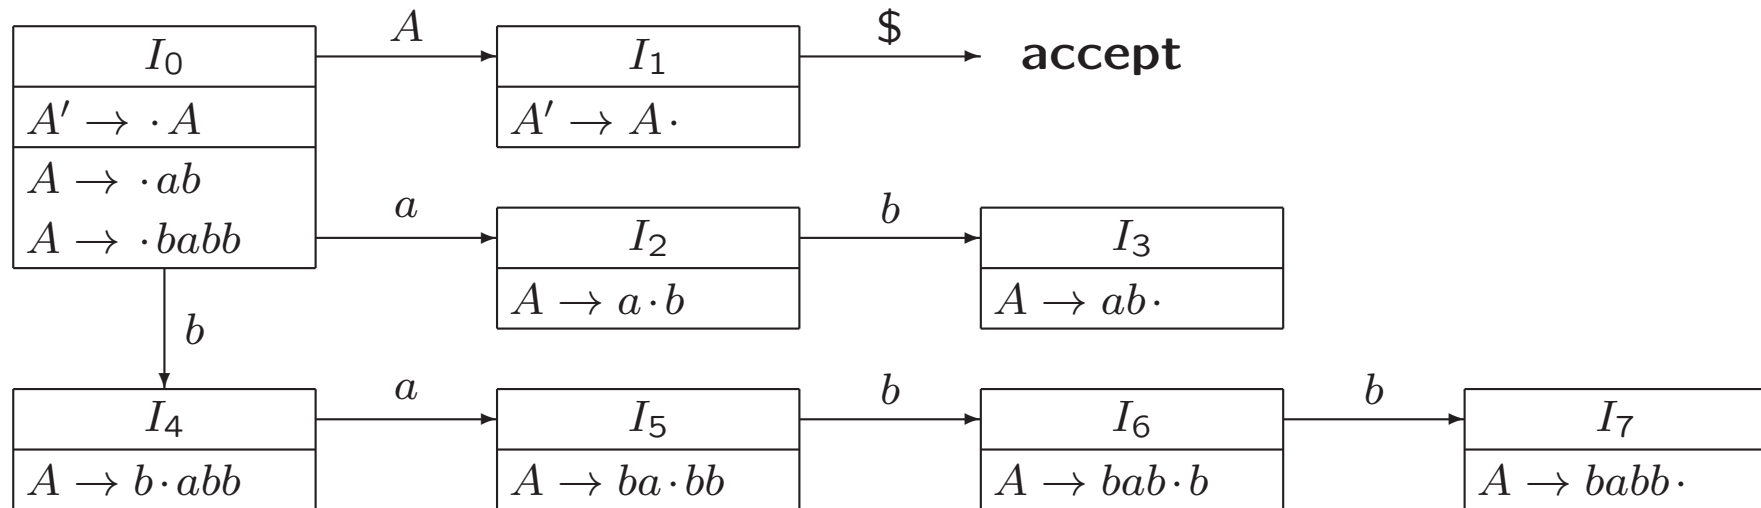 A $
I₀ I₁ accept
A′ → · A A′ → A ·
A → · ab
a b
A → · babb I₂ I₃
A → a · b A → ab ·
b
a b b
I₄ I₅ I₆ I₇
A → b · abb A → ba · bb A → bab · b A → babb ·